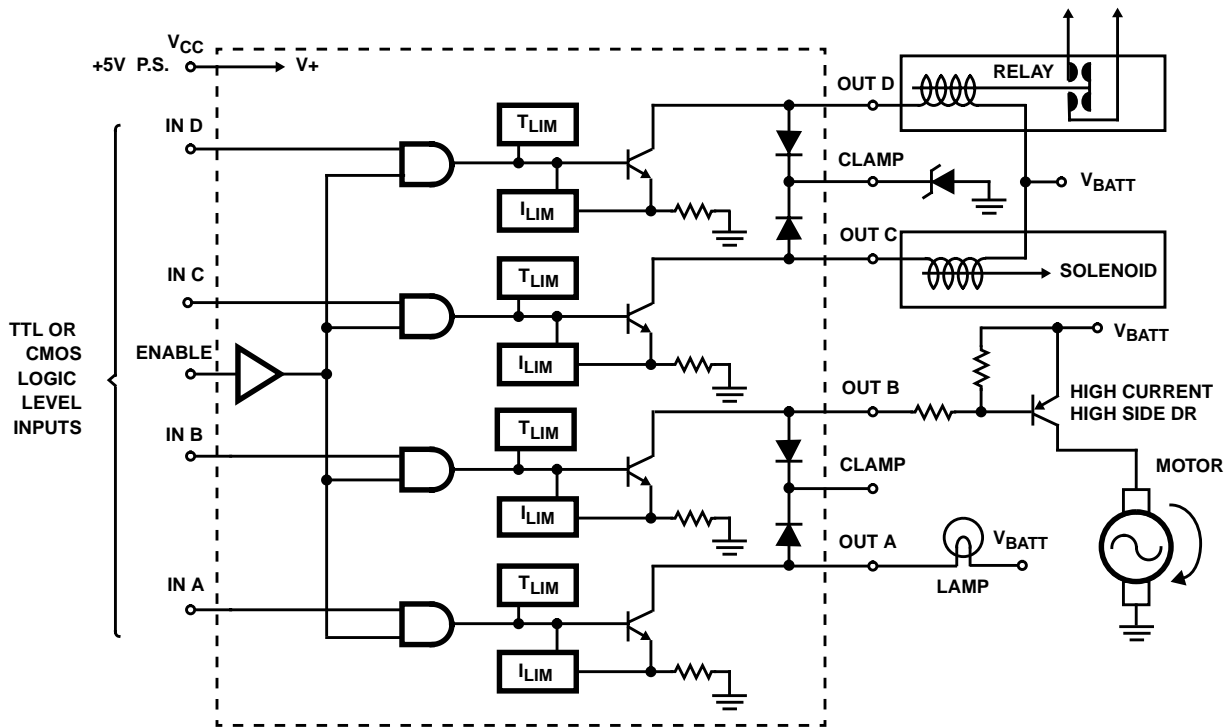 VCC
+5V P.S.
V+
IN D
IN C
TTL OR
CMOS
LOGIC
LEVEL
INPUTS
ENABLE
IN B
IN A
TLIM
ILIM
TLIM
ILIM
TLIM
ILIM
TLIM
ILIM
OUT D
CLAMP
OUT C
OUT B
CLAMP
OUT A
RELAY
VBATT
SOLENOID
VBATT
HIGH CURRENT
HIGH SIDE DR
MOTOR
VBATT
LAMP